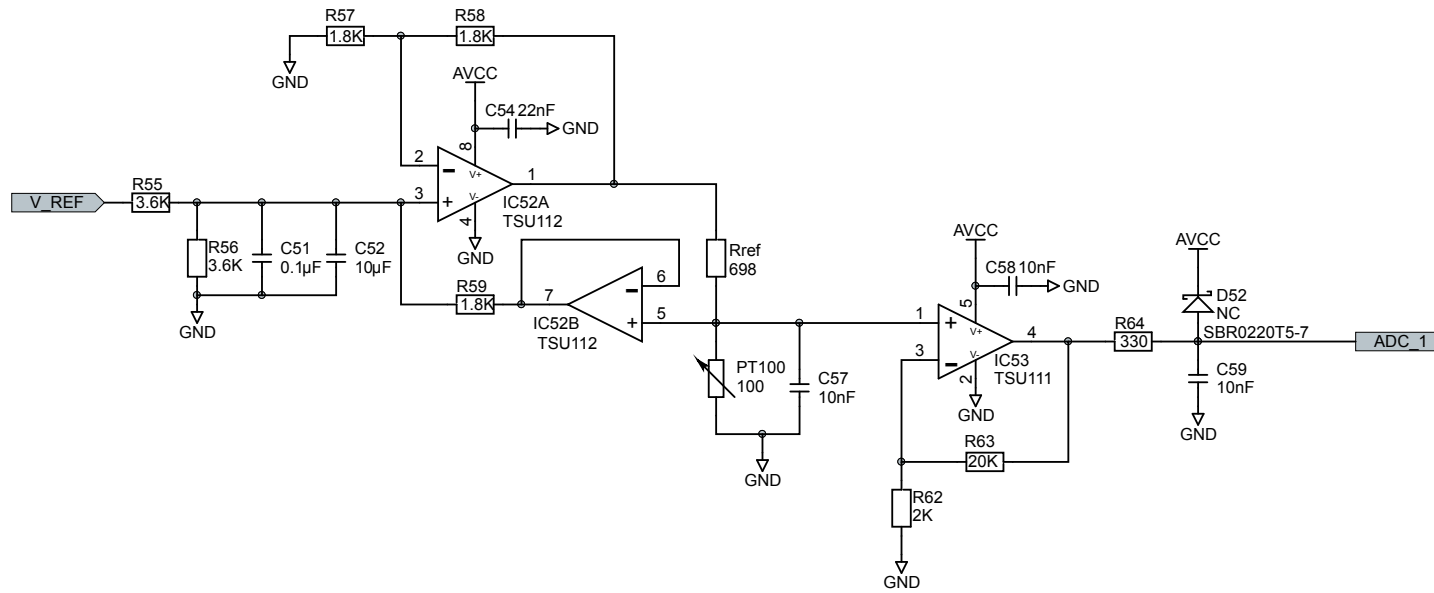 R57
1.8K
R58
1.8K
GND
AVCC
C54 22nF
GND
8
2
V+
1
V_REF
R55
3.6K
3
V-
IC52A
TSU112
4
GND
R56
3.6K
C51
0.1µF
C52
10µF
GND
R59
1.8K
7
6
5
IC52B
TSU112
Rref
698
PT100
100
C57
10nF
GND
AVCC
C58 10nF
GND
5
1
V+
4
3
V-
IC53
TSU111
2
GND
R63
20K
R62
2K
GND
R64
330
AVCC
D52
NC
SBR0220T5-7
ADC_1
C59
10nF
GND